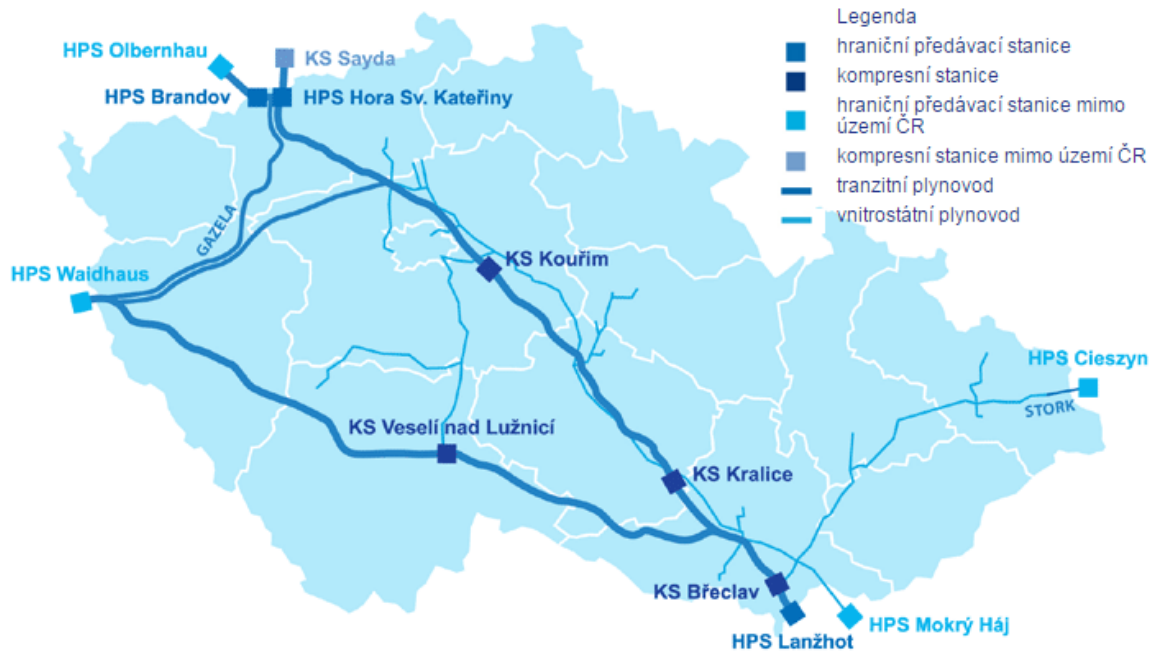 Legenda
hraniční předávací stanice
kompresní stanice
hraniční předávací stanice mimo
území ČR
kompresní stanice mimo území ČR
tranzitní plynovod
vnitrostátní plynovod
HPS Olbernhau
KS Sayda
HPS Brandov
HPS Hora Sv. Kateřiny
GAZELA
HPS Waidhaus
KS Kouřim
HPS Cieszyn
STORK
KS Veselí nad Lužnicí
KS Kralice
KS Břeclav
HPS Mokrý Háj
HPS Lanžhot